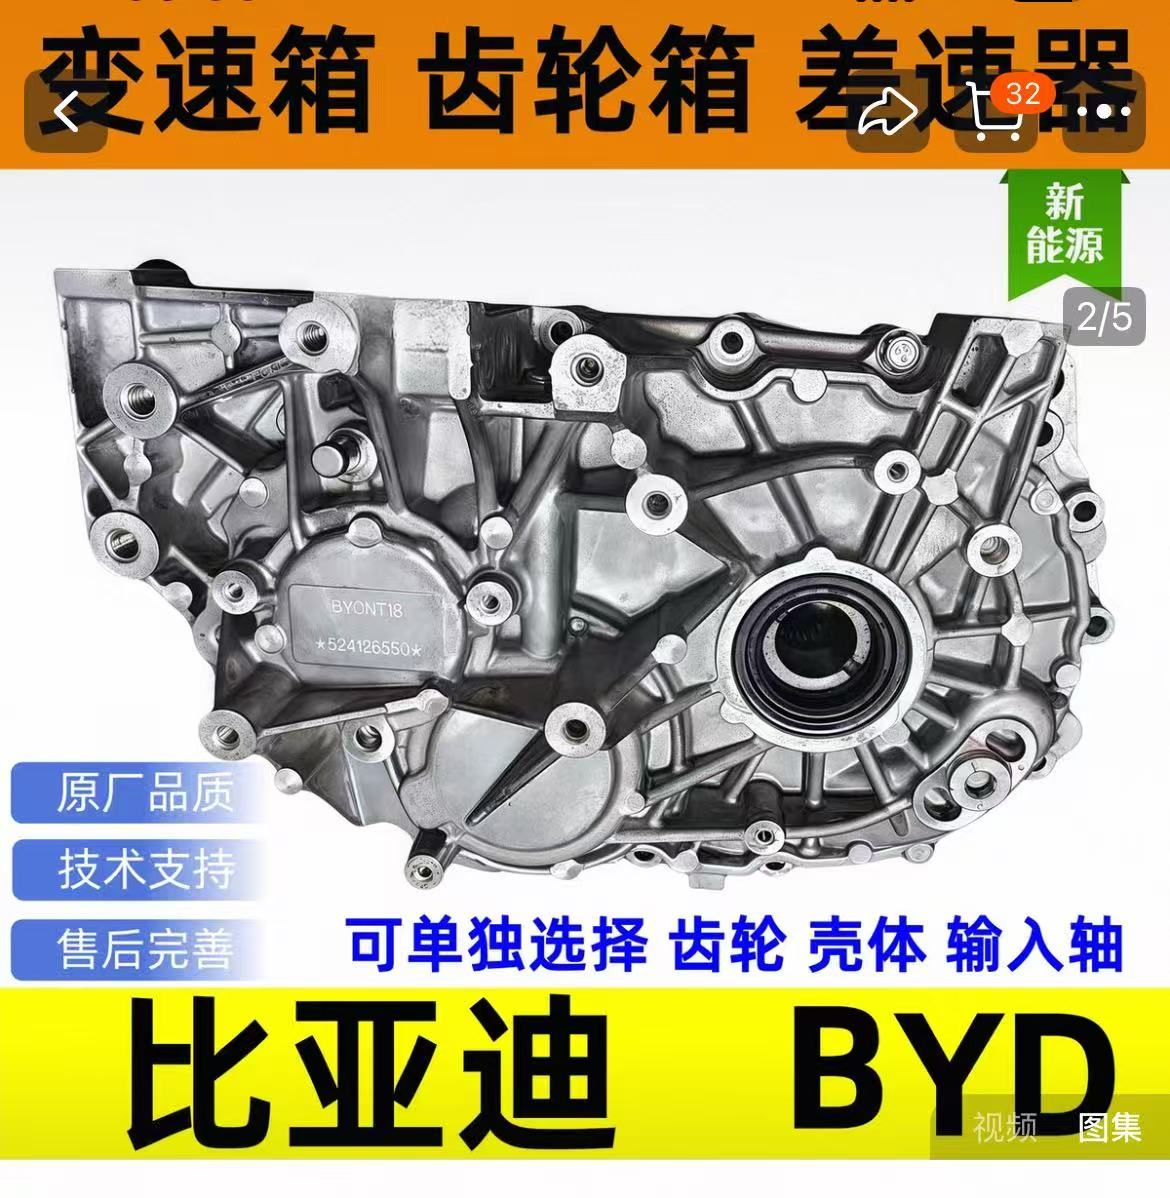 变速箱 齿轮箱 差速器
32
新
能源
2/5
BYONT18
★524126550★
原厂品质
技术支持
售后完善
可单独选择 齿轮 壳体 输入轴
比亚迪 BYD
视频 图集